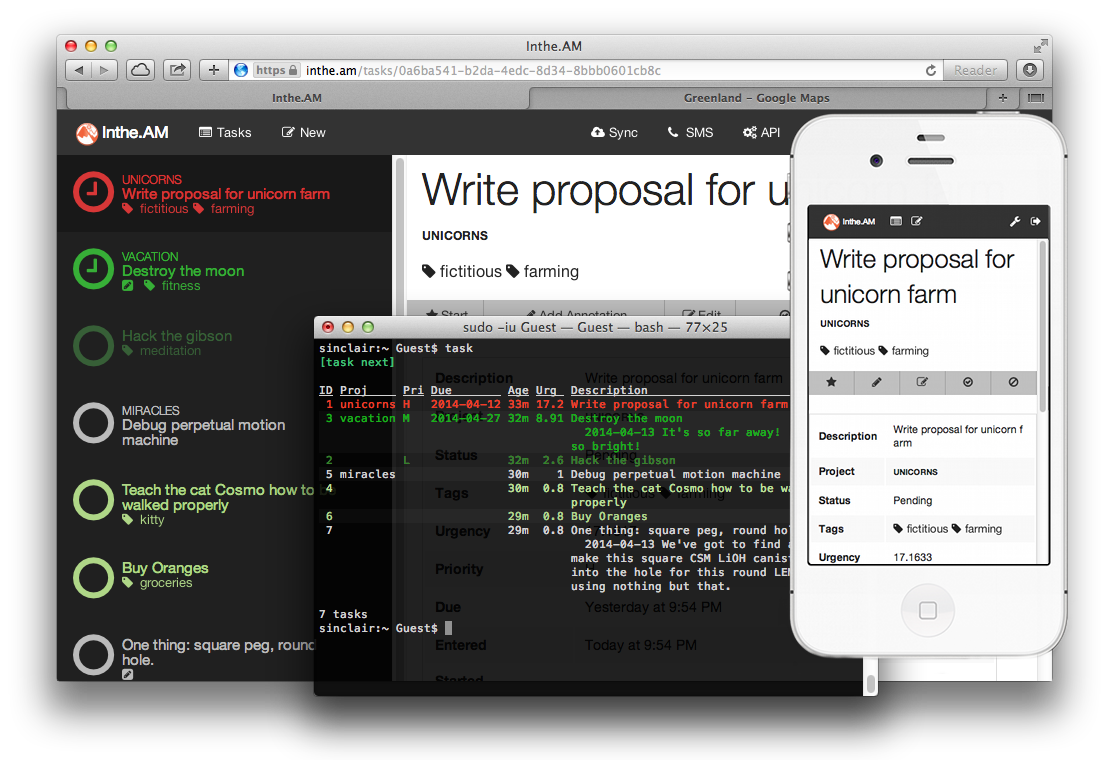 Inthe.AM
https inthe.am/tasks/0a6ba541-b2da-4edc-8d34-8bbb0601cb8c
Reader
Inthe.AM
Greenland – Google Maps
Inthe.AM Tasks New Sync SMS API
UNICORNS
Write proposal for unicorn farm
fictitious farming
VACATION
Destroy the moon
fitness
Hack the gibson
meditation
MIRACLES
Debug perpetual motion
machine
Teach the cat Cosmo how to be
walked properly
kitty
Buy Oranges
groceries
One thing: square peg, round
hole.
Write proposal for u
UNICORNS
fictitious farming
Start Add Annotation Edit
sudo -iu Guest — bash — 77×25
sinclair:~ Guest$ task
[task next]
ID Proj Pri Due Age Urg Description
1 unicorns H 2014-04-12 33m 17.2 Write proposal for unicorn farm
3 vacation M 2014-04-27 32m 8.91 Destroy the moon
2014-04-13 It's so far away!
so bright!
2 L 32m 2.6 Hack the gibson
5 miracles 30m 1 Debug perpetual motion machine
4 30m 0.8 Teach the cat Cosmo how to be wa
properly
6 29m 0.8 Buy Oranges
7 29m 0.8 One thing: square peg, round hol
2014-04-13 We've got to find a
make this square CSM LiOH canist
into the hole for this round LEM
using nothing but that.
7 tasks
sinclair:~ Guest$
Description Write proposal for unicorn farm
Status
Tags fictitious farming
Urgency
Priority
Due Yesterday at 9:54 PM
Entered Today at 9:54 PM
Started
Inthe.AM
Write proposal for
unicorn farm
UNICORNS
fictitious farming
Description Write proposal for unicorn f
arm
Project UNICORNS
Status Pending
Tags fictitious farming
Urgency 17.1633